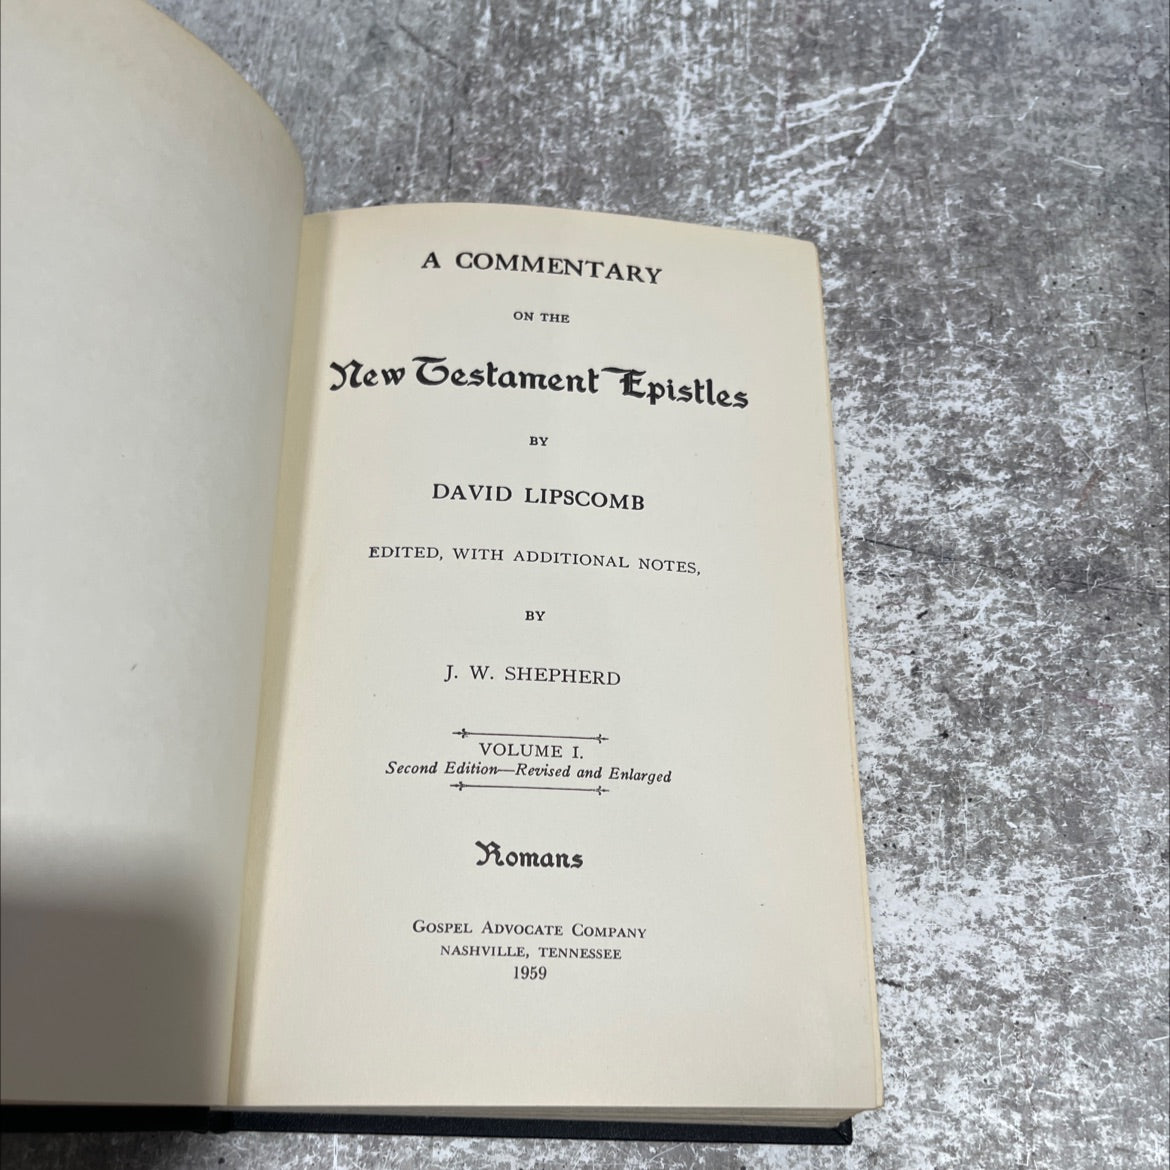 A COMMENTARY
ON THE
New Testament Epistles
BY
DAVID LIPSCOMB
EDITED, WITH ADDITIONAL NOTES,
BY
J. W. SHEPHERD
VOLUME I.
Second Edition—Revised and Enlarged
Romans
GOSPEL ADVOCATE COMPANY
NASHVILLE, TENNESSEE
1959